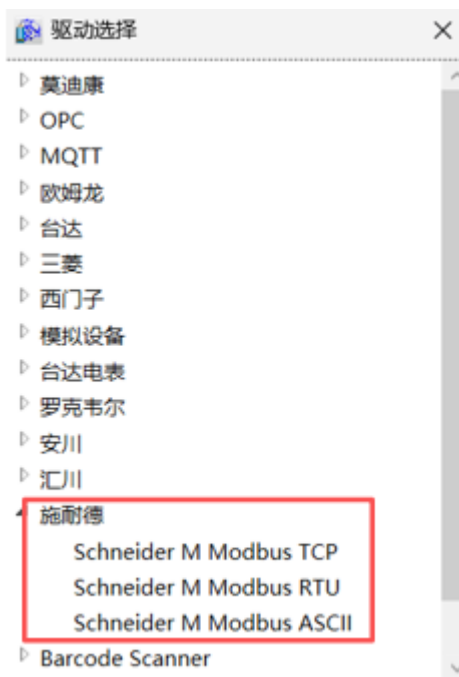 驱动选择
莫迪康
OPC
MQTT
欧姆龙
台达
三菱
西门子
模拟设备
台达电表
罗克韦尔
安川
汇川
施耐德
Schneider M Modbus TCP
Schneider M Modbus RTU
Schneider M Modbus ASCII
Barcode Scanner